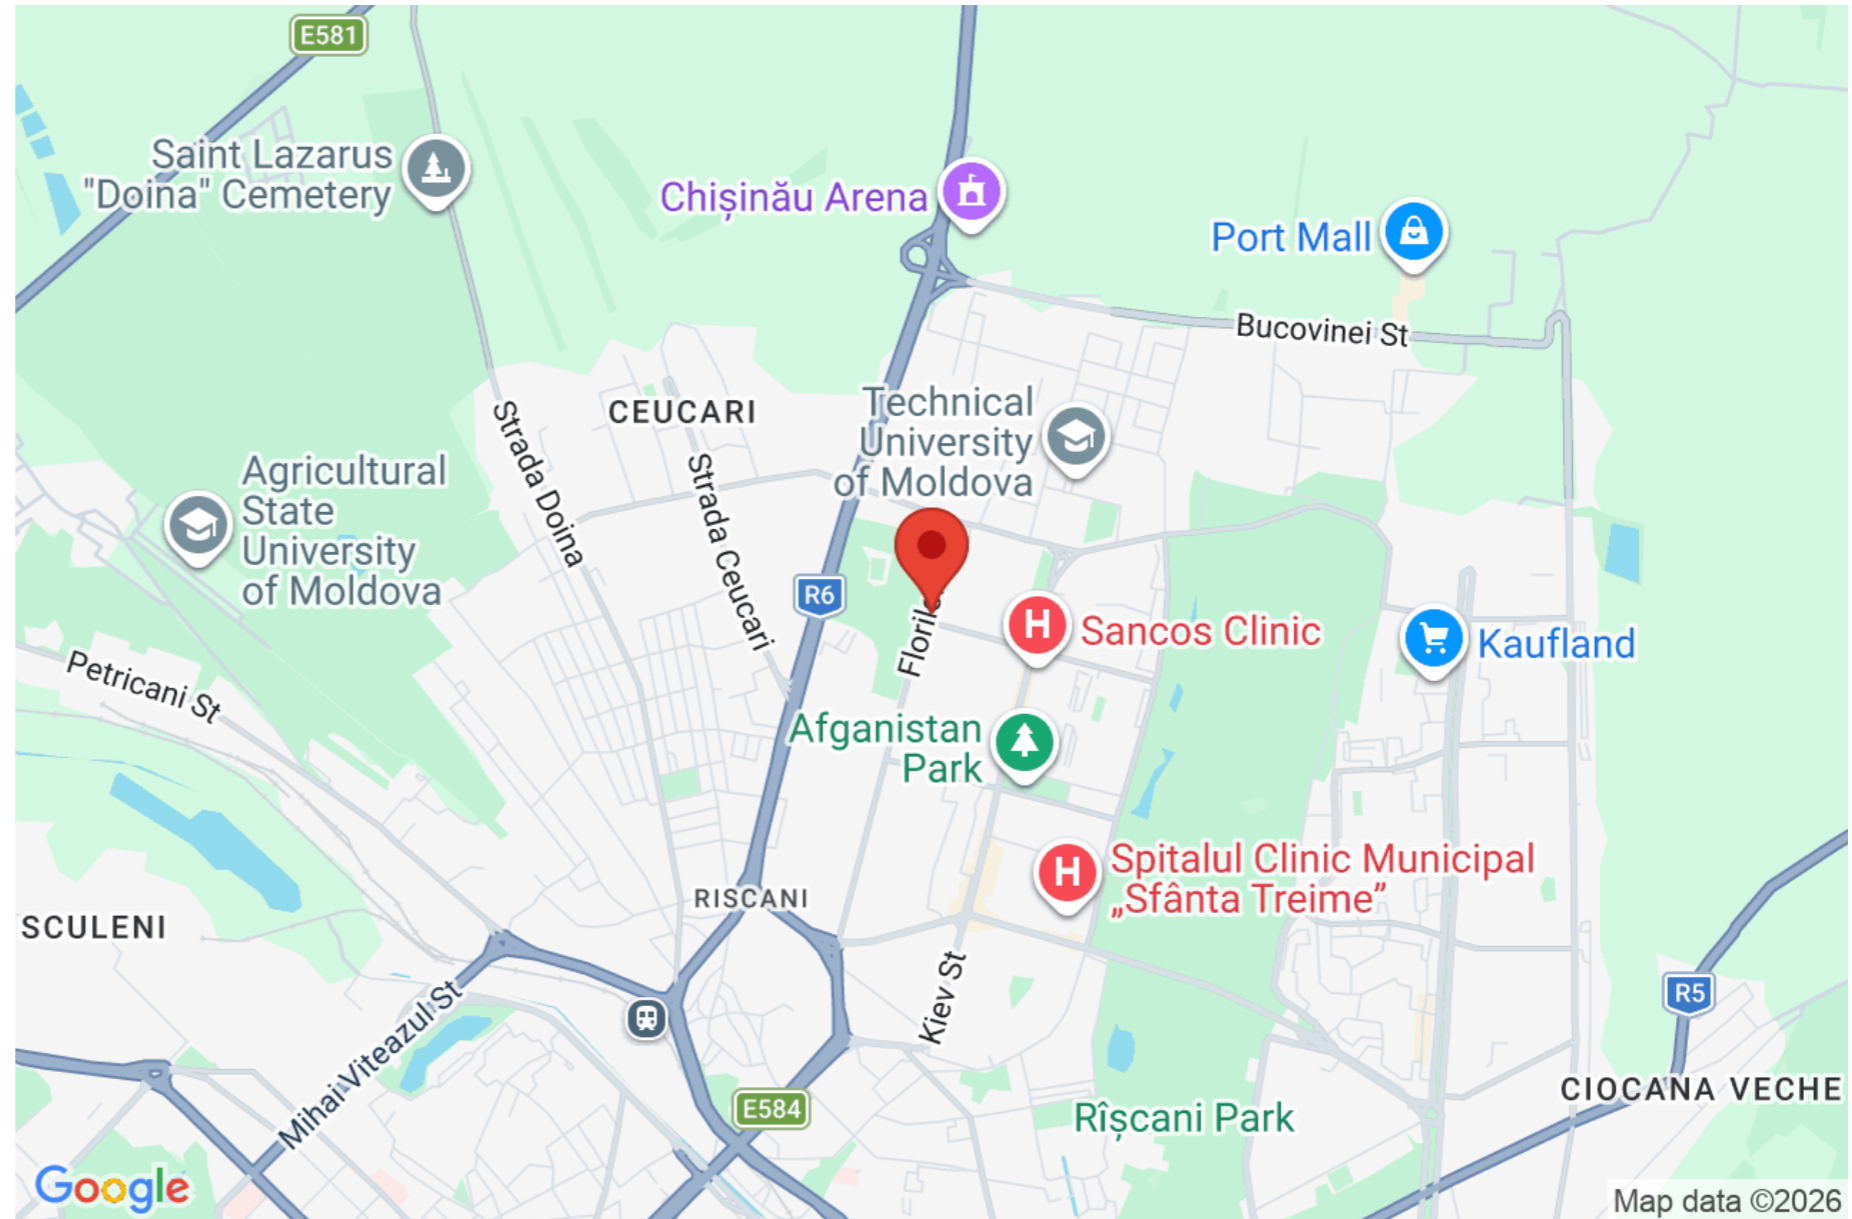 E581
Saint Lazarus
"Doina" Cemetery
Chișinău Arena
Port Mall
Bucovinei St
Technical
University
of Moldova
CEUCARI
Strada Doina
Strada Ceucari
Agricultural
State
University
of Moldova
R6
H
Sancos Clinic
Kaufland
Petricani St
Afganistan
Park
H
Spitalul Clinic Municipal
„Sfânta Treime”
RISCANI
SCULENI
Kiev St
R5
Mihai Viteazul St
CIOCANA VECHE
E584
Rîșcani Park
Google
Map data ©2026